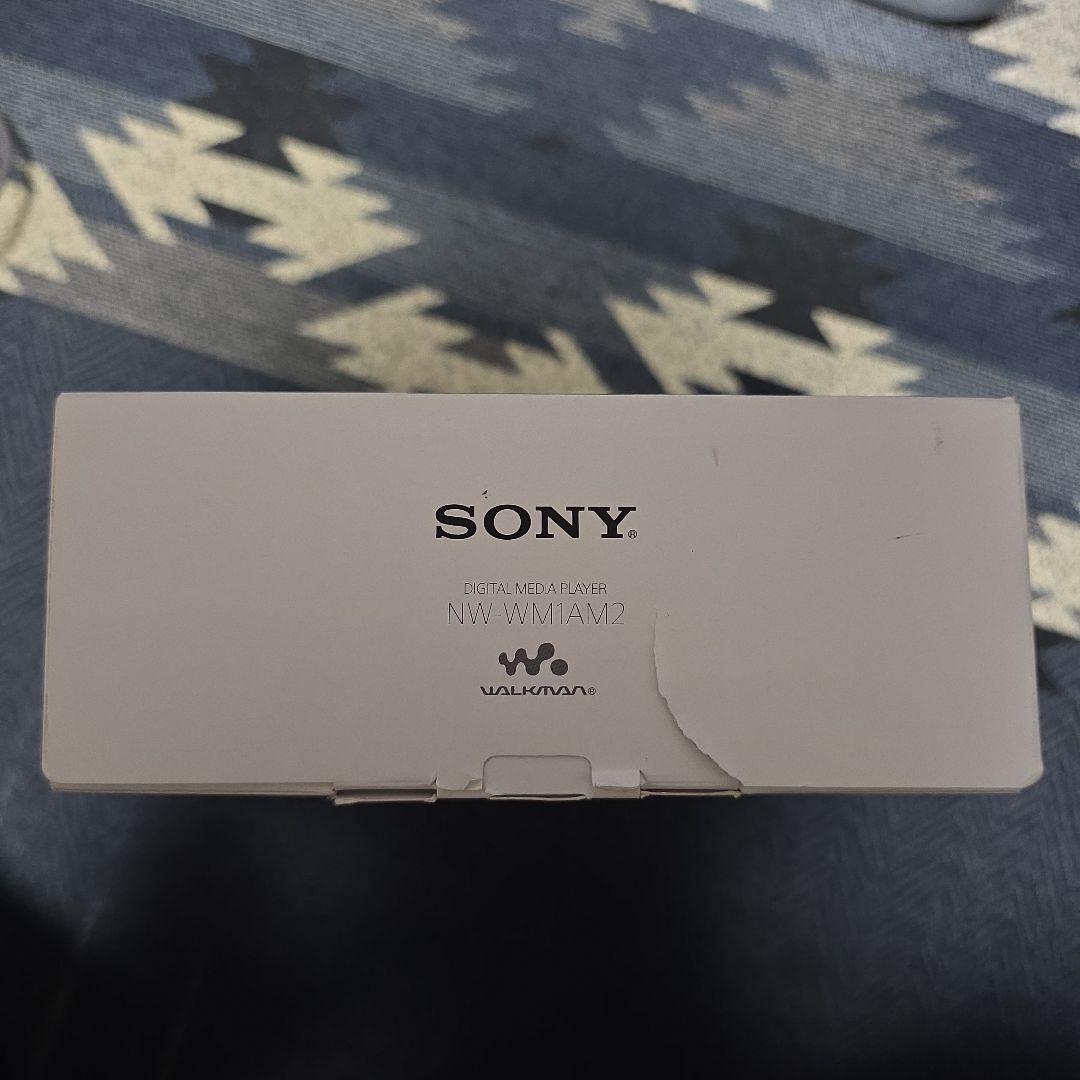 SONY®
DIGITAL MEDIA PLAYER
NW-WM1AM2
WALKMAN®